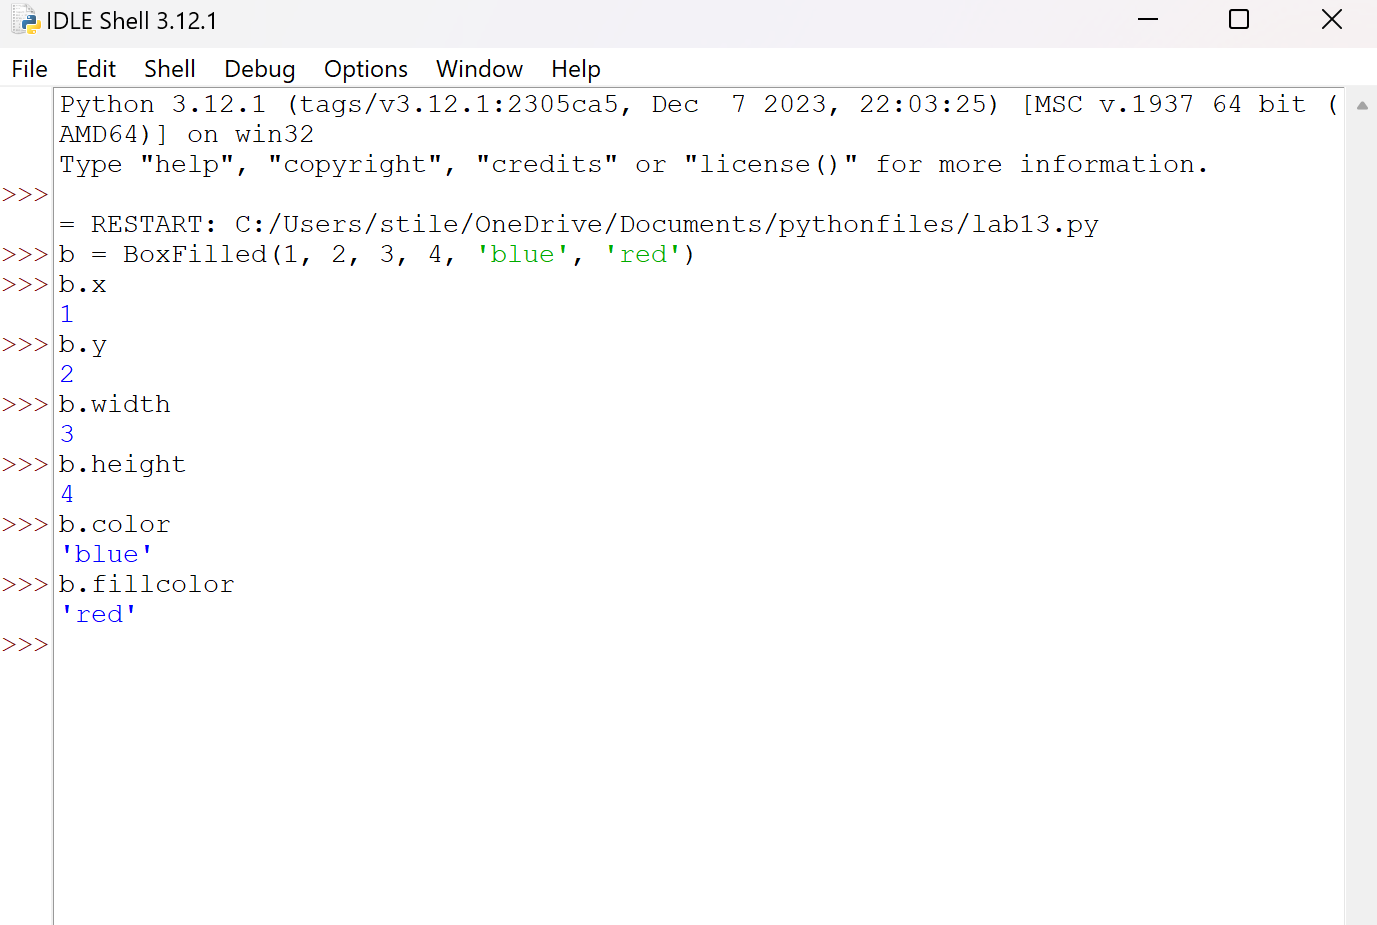 IDLE Shell 3.12.1
File Edit Shell Debug Options Window Help
Python 3.12.1 (tags/v3.12.1:2305ca5, Dec  7 2023, 22:03:25) [MSC v.1937 64 bit (
AMD64)] on win32
Type "help", "copyright", "credits" or "license()" for more information.
>>>
= RESTART: C:/Users/stile/OneDrive/Documents/pythonfiles/lab13.py
>>> b = BoxFilled(1, 2, 3, 4, 'blue', 'red')
>>> b.x
1
>>> b.y
2
>>> b.width
3
>>> b.height
4
>>> b.color
'blue'
>>> b.fillcolor
'red'
>>>